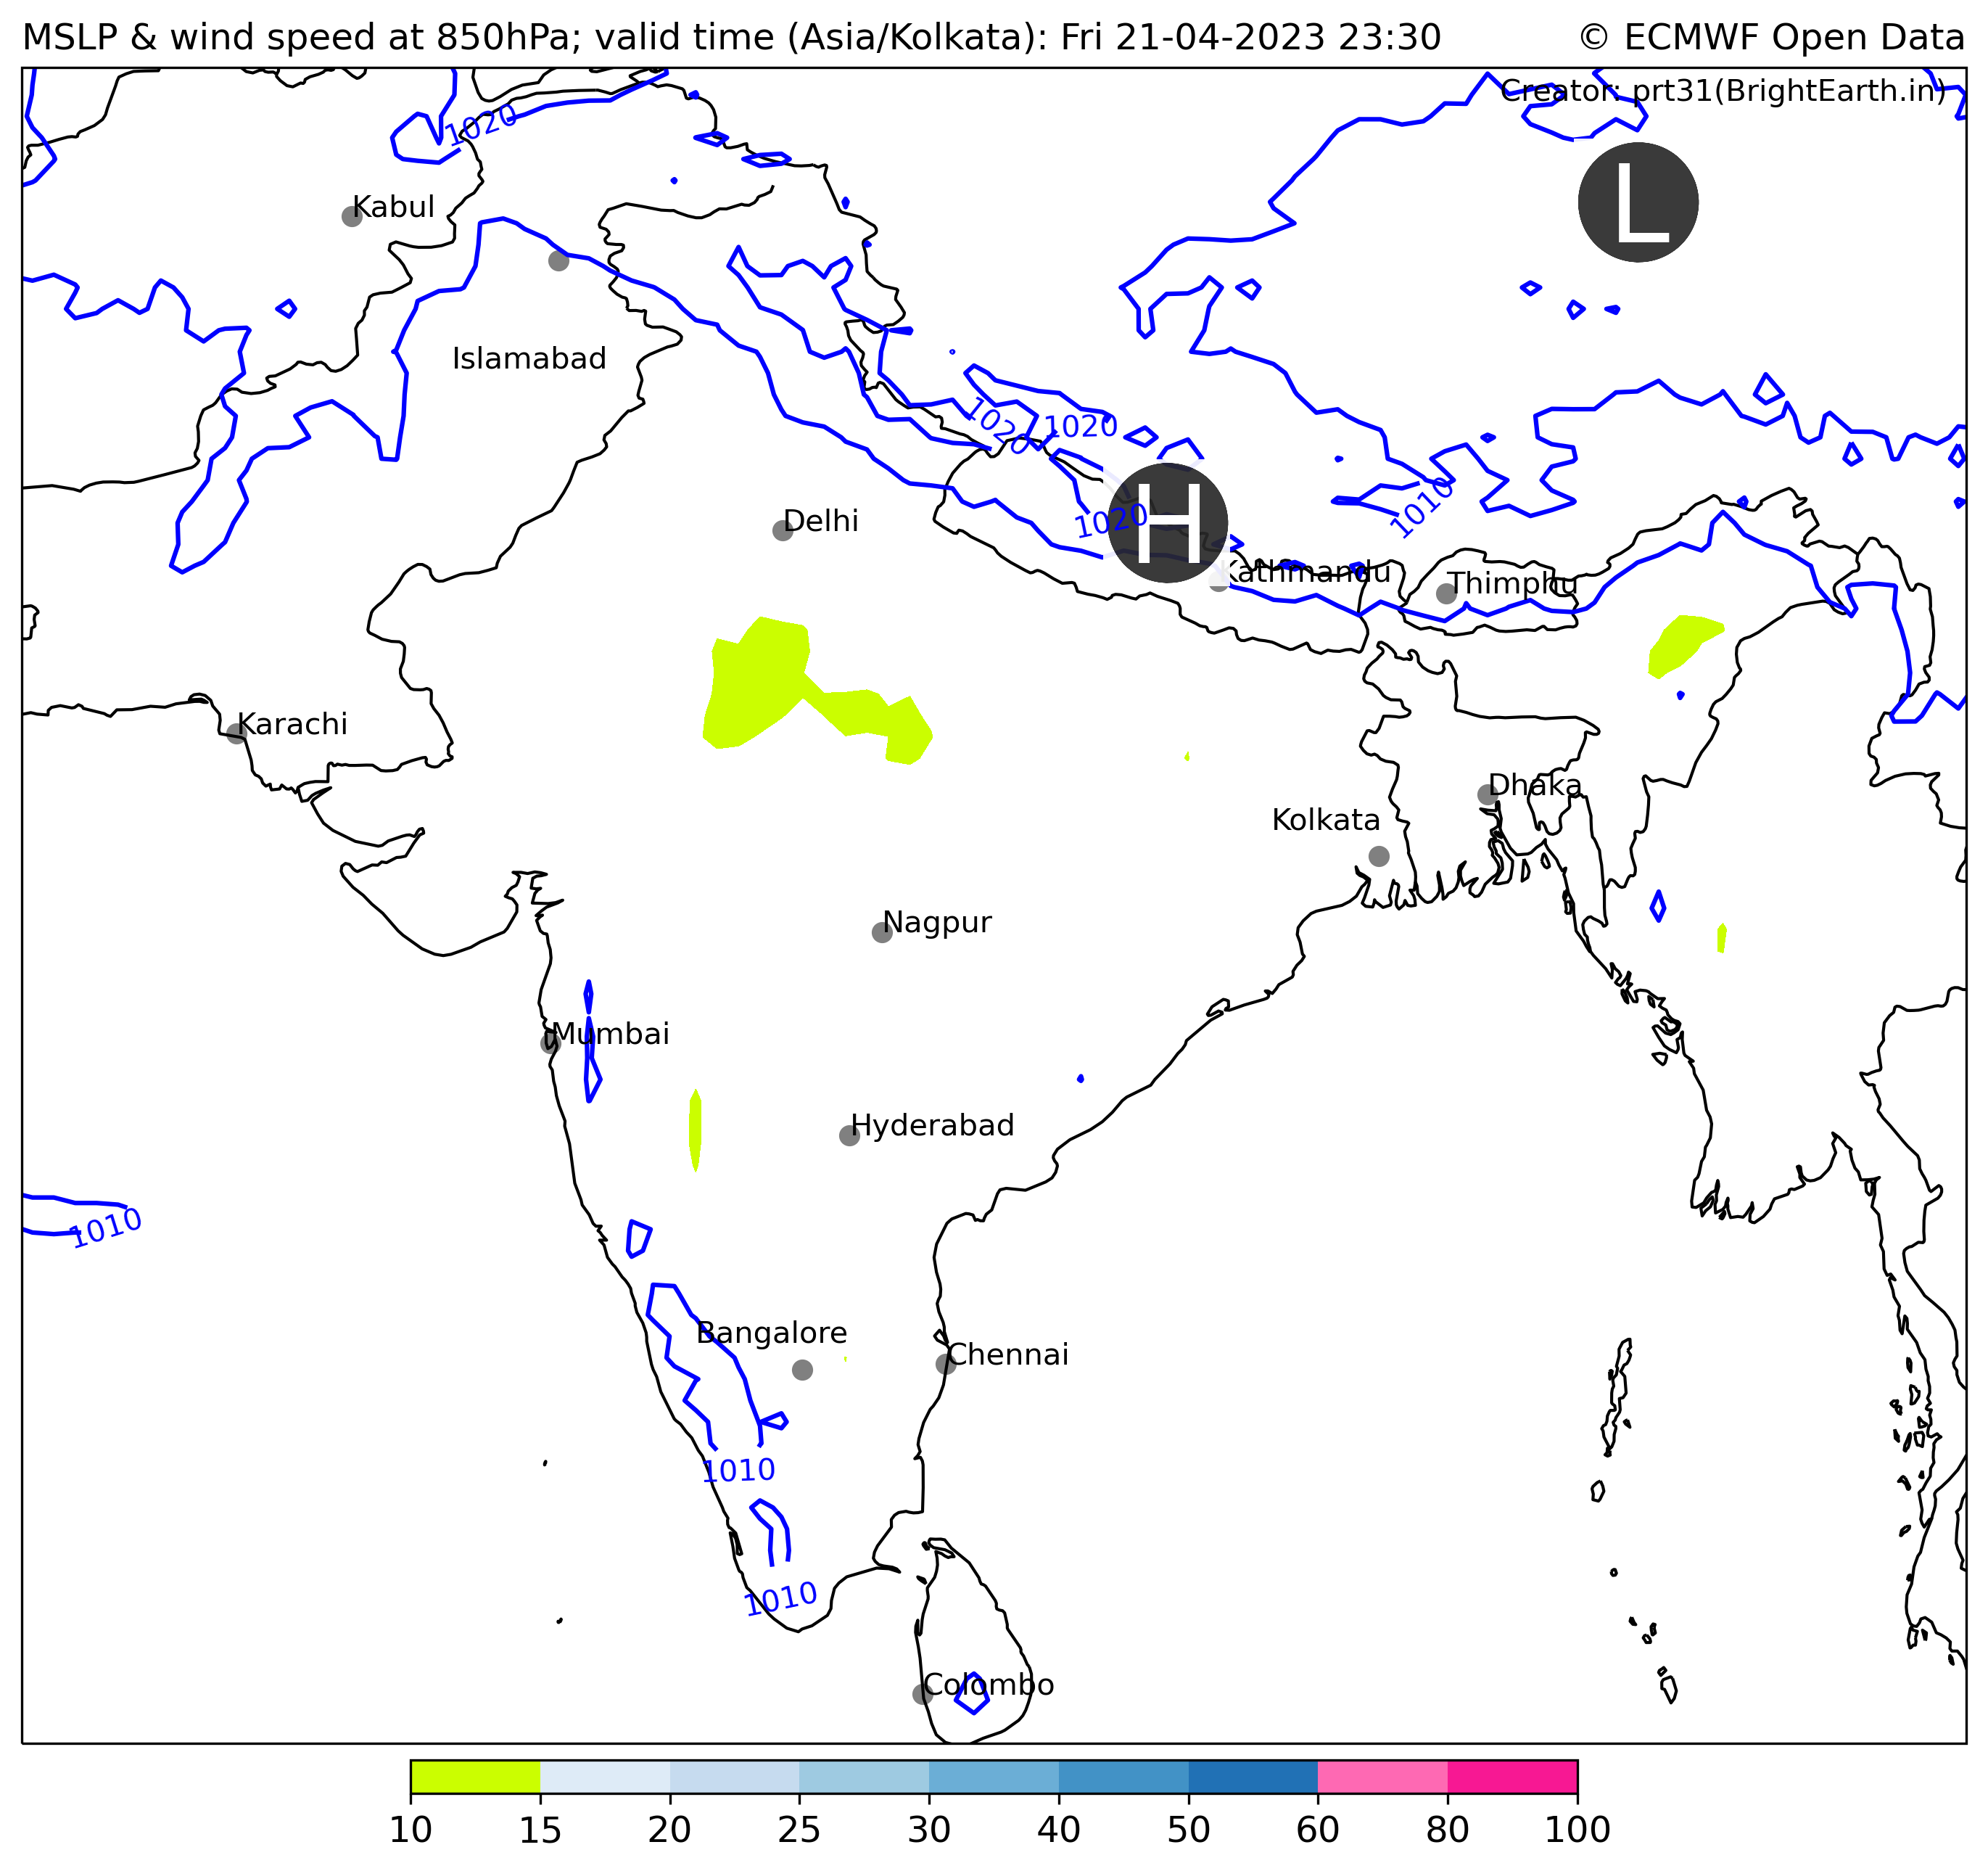 MSLP & wind speed at 850hPa; valid time (Asia/Kolkata): Fri 21-04-2023 23:30
© ECMWF Open Data
Creator: prt31(BrightEarth.in)
1020
L
Kabul
Islamabad
1020
1020
1010
H
1020
Delhi
Kathmandu
Thimphu
Karachi
Dhaka
Kolkata
Nagpur
Mumbai
Hyderabad
1010
Bangalore
Chennai
1010
1010
Colombo
10 15 20 25 30 40 50 60 80 100